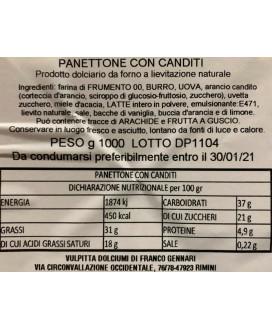 PANETTONE CON CANDITI
Prodotto dolciario da forno a lievitazione naturale
Ingredienti: farina di FRUMENTO 00, BURRO, UOVA, arancio candito
(corteccia d'arancio, sciroppo di glucosio-fruttosio, zucchero), uvetta
zucchero, miele d'acacia, LATTE intero in polvere, emulsionante:E471,
lievito naturale, sale, bacche di vaniglia, buccia d'arancia e di limone.
Può contenere tracce di ARACHIDE e FRUTTA A GUSCIO.
Conservare in luogo fresco e asciutto, lontano da fonti di luce e calore.
PESO g 1000 LOTTO DP1104
Da condumarsi preferibilmente entro il 30/01/21
PANETTONE CON CANDITI
DICHIARAZIONE NUTRIZIONALE per 100 gr
ENERGIA 1874 kj CARBOIDRATI 37 g
450 kcal DI CUI ZUCCHERI 21 g
GRASSI 31 g PROTEINE 4,9 g
DI CUI ACIDI GRASSI SATURI 18 g SALE 0,22 g
VULPITTA DOLCIUMI DI FRANCO GENNARI
VIA CIRCONVALLAZIONE OCCIDENTALE, 76/78-47923 RIMINI